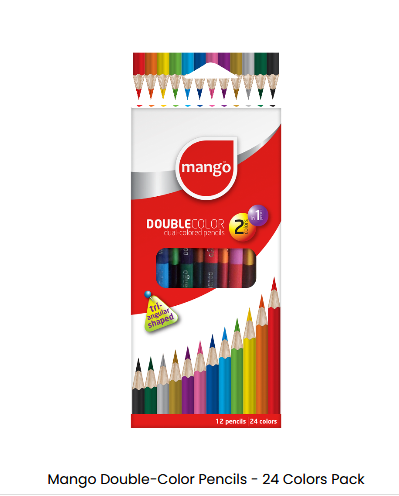 mango
DOUBLECOLOR
dual-colored pencils
2 in 1
tri-
angular
shaped
12 pencils 24 colors
Mango Double-Color Pencils - 24 Colors Pack